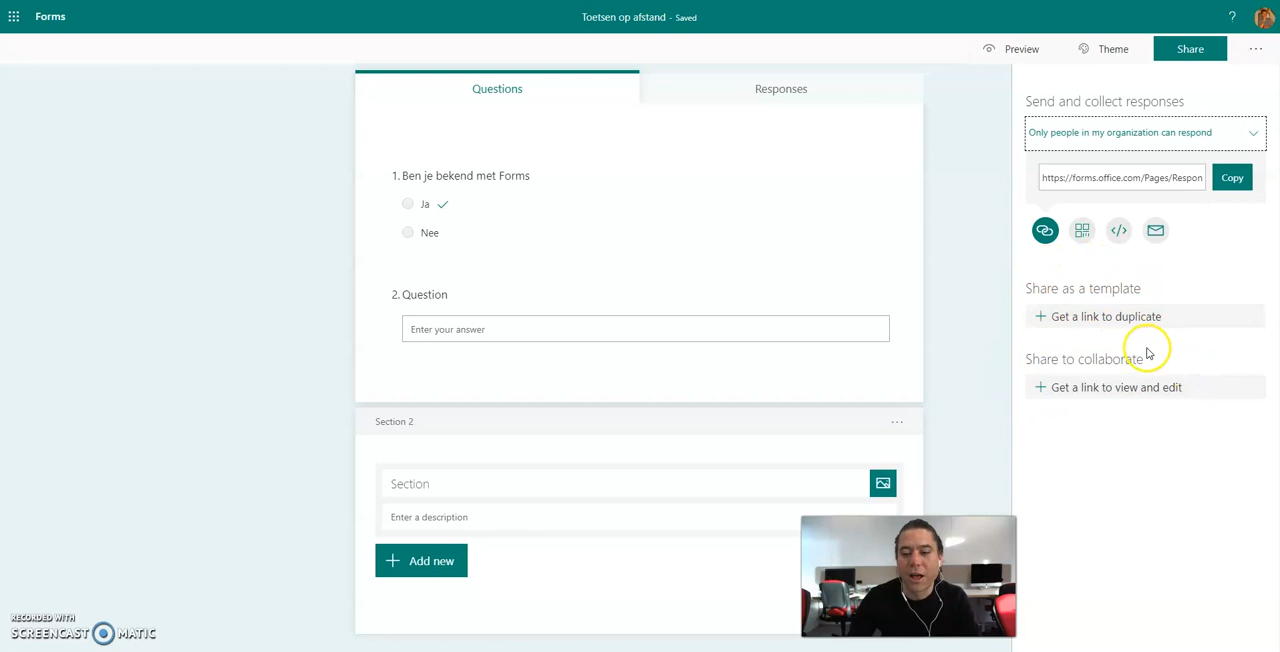 Forms
Toetsen op afstand - Saved
?
Preview
Theme
Share
Questions
Responses
1. Ben je bekend met Forms
Ja
Nee
2. Question
Enter your answer
Section 2
Section
Enter a description
+ Add new
Send and collect responses
Only people in my organization can respond
https://forms.office.com/Pages/Respon
Copy
Share as a template
+ Get a link to duplicate
Share to collaborate
+ Get a link to view and edit
RECORDED WITH
SCREENCAST MATIC